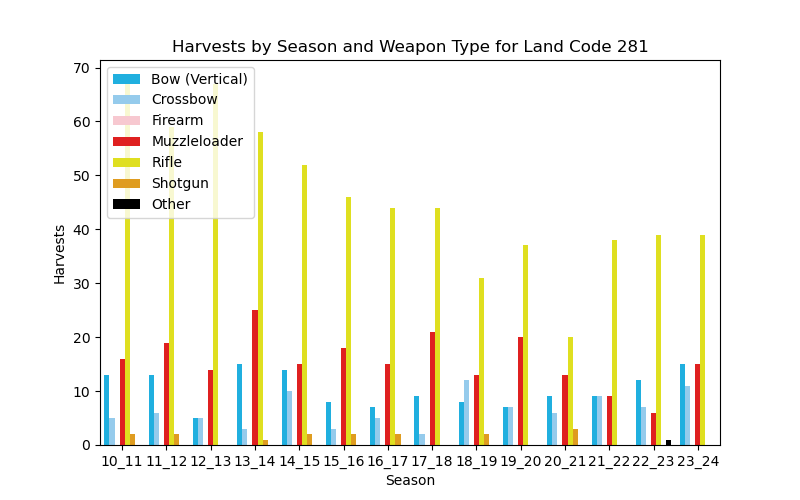 Harvests by Season and Weapon Type for Land Code 281
70
60
50
40
30
20
10
0
Harvests
Bow (Vertical)
Crossbow
Firearm
Muzzleloader
Rifle
Shotgun
Other
10_11 11_12 12_13 13_14 14_15 15_16 16_17 17_18 18_19 19_20 20_21 21_22 22_23 23_24
Season